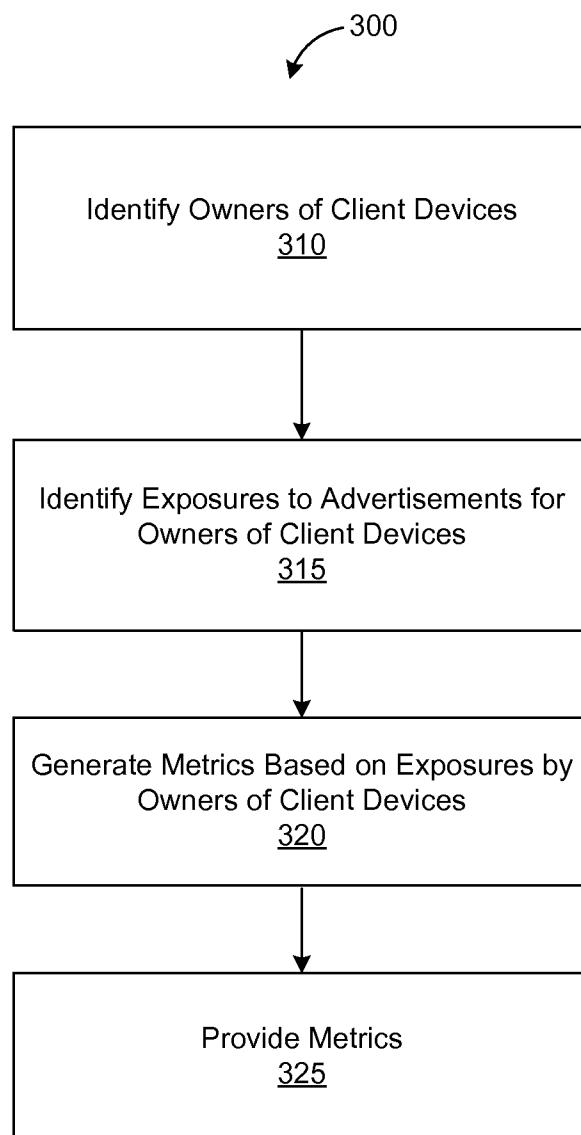 300
Identify Owners of Client Devices
310
Identify Exposures to Advertisements for
Owners of Client Devices
315
Generate Metrics Based on Exposures by
Owners of Client Devices
320
Provide Metrics
325